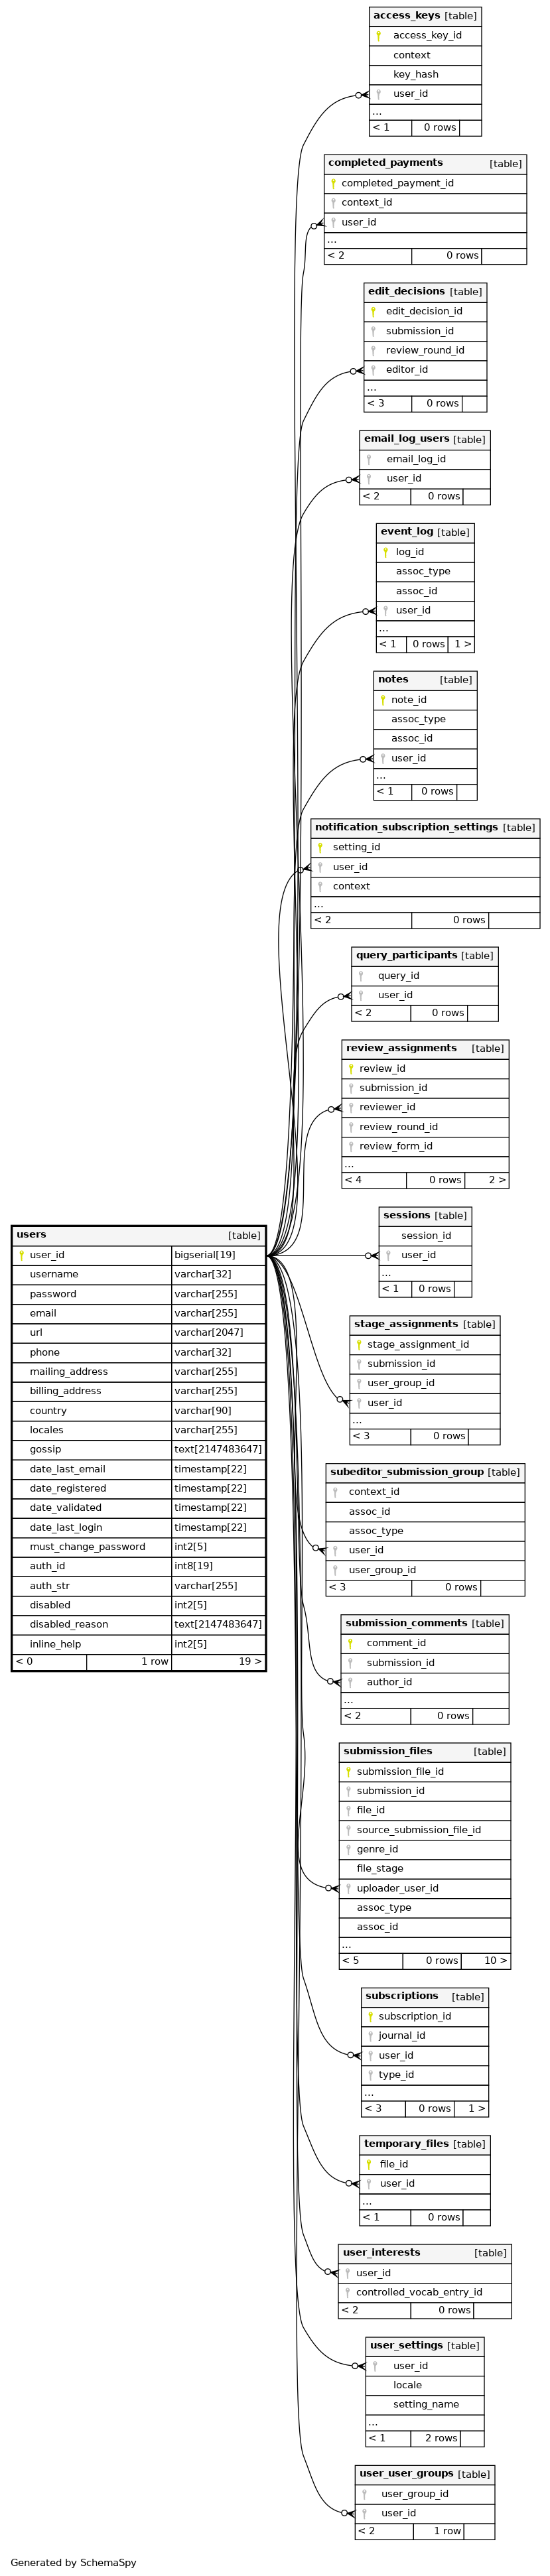 access_keys [table]
access_key_id
context
key_hash
user_id
...
< 1 0 rows
completed_payments [table]
completed_payment_id
context_id
user_id
...
< 2 0 rows
edit_decisions [table]
edit_decision_id
submission_id
review_round_id
editor_id
...
< 3 0 rows
email_log_users [table]
email_log_id
user_id
< 2 0 rows
event_log [table]
log_id
assoc_type
assoc_id
user_id
...
< 1 0 rows 1 >
notes [table]
note_id
assoc_type
assoc_id
user_id
...
< 1 0 rows
notification_subscription_settings [table]
setting_id
user_id
context
...
< 2 0 rows
query_participants [table]
query_id
user_id
< 2 0 rows
review_assignments [table]
review_id
submission_id
reviewer_id
review_round_id
review_form_id
...
< 4 0 rows 2 >
users [table]
user_id bigserial[19]
username varchar[32]
password varchar[255]
email varchar[255]
url varchar[2047]
phone varchar[32]
mailing_address varchar[255]
billing_address varchar[255]
country varchar[90]
locales varchar[255]
gossip text[2147483647]
date_last_email timestamp[22]
date_registered timestamp[22]
date_validated timestamp[22]
date_last_login timestamp[22]
must_change_password int2[5]
auth_id int8[19]
auth_str varchar[255]
disabled int2[5]
disabled_reason text[2147483647]
inline_help int2[5]
< 0 1 row 19 >
sessions [table]
session_id
user_id
...
< 1 0 rows
stage_assignments [table]
stage_assignment_id
submission_id
user_group_id
user_id
...
< 3 0 rows
subeditor_submission_group [table]
context_id
assoc_id
assoc_type
user_id
user_group_id
< 3 0 rows
submission_comments [table]
comment_id
submission_id
author_id
...
< 2 0 rows
submission_files [table]
submission_file_id
submission_id
file_id
source_submission_file_id
genre_id
file_stage
uploader_user_id
assoc_type
assoc_id
...
< 5 0 rows 10 >
subscriptions [table]
subscription_id
journal_id
user_id
type_id
...
< 3 0 rows 1 >
temporary_files [table]
file_id
user_id
...
< 1 0 rows
user_interests [table]
user_id
controlled_vocab_entry_id
< 2 0 rows
user_settings [table]
user_id
locale
setting_name
...
< 1 2 rows
user_user_groups [table]
user_group_id
user_id
< 2 1 row
Generated by SchemaSpy